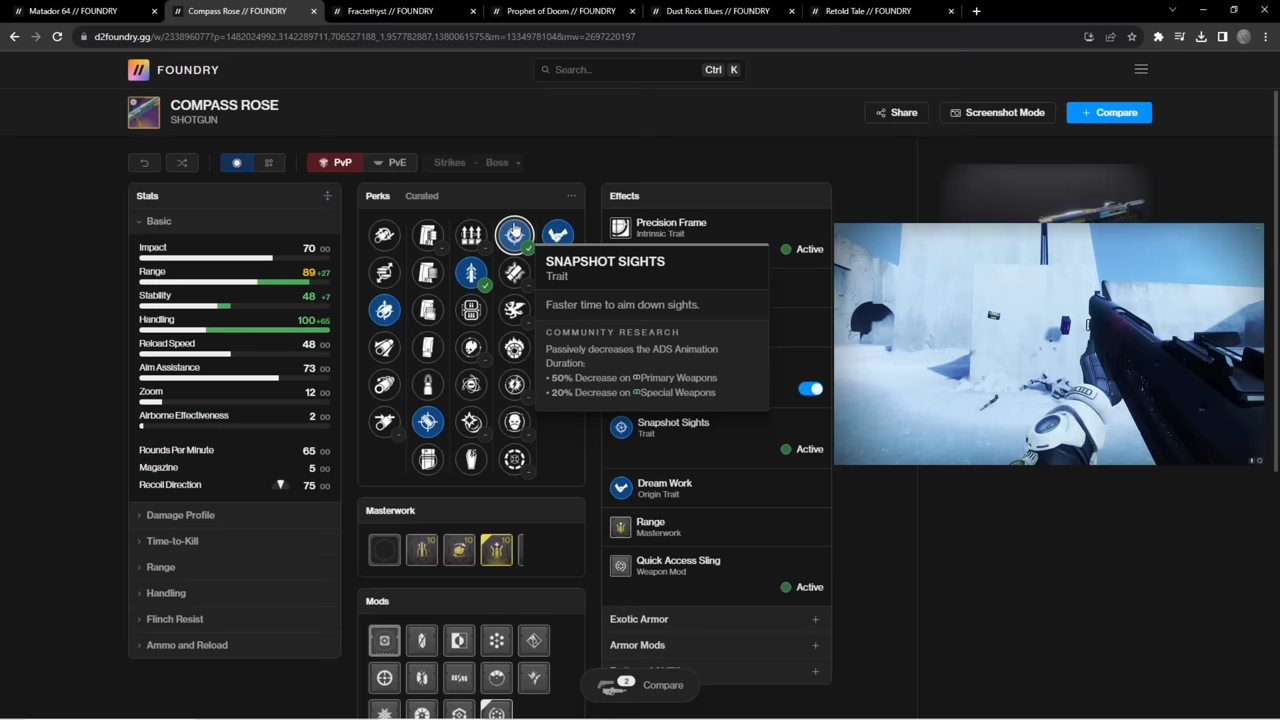 Matador 64 // FOUNDRY
Compass Rose // FOUNDRY
Fractethyst // FOUNDRY
Prophet of Doom // FOUNDRY
Dust Rock Blues // FOUNDRY
Retold Tale // FOUNDRY
d2foundry.gg/w/2338960777?p=1482024992,3142289711,706527188_1,957782887,1380061575&m=1334978104&mw=2697220197
FOUNDRY
Search...
Ctrl K
COMPASS ROSE
SHOTGUN
Share
Screenshot Mode
Compare
PvP
PvE
Strikes
Boss
Stats
Basic
Impact 70 00
Range 89 +27
Stability 48 +7
Handling 100 +65
Reload Speed 48 00
Aim Assistance 73 00
Zoom 12 00
Airborne Effectiveness 2 00
Rounds Per Minute 65 00
Magazine 5 00
Recoil Direction 75 00
Damage Profile
Time-to-Kill
Range
Handling
Flinch Resist
Ammo and Reload
Perks
Curated
SNAPSHOT SIGHTS
Trait
Faster time to aim down sights.
COMMUNITY RESEARCH
Passively decreases the ADS Animation
Duration:
• 50% Decrease on Primary Weapons
• 20% Decrease on Special Weapons
Masterwork
10
10
10
Mods
Effects
Precision Frame
Intrinsic Trait
Active
Snapshot Sights
Trait
Active
Dream Work
Origin Trait
Range
Masterwork
Quick Access Sling
Weapon Mod
Active
Exotic Armor
Armor Mods
2
Compare